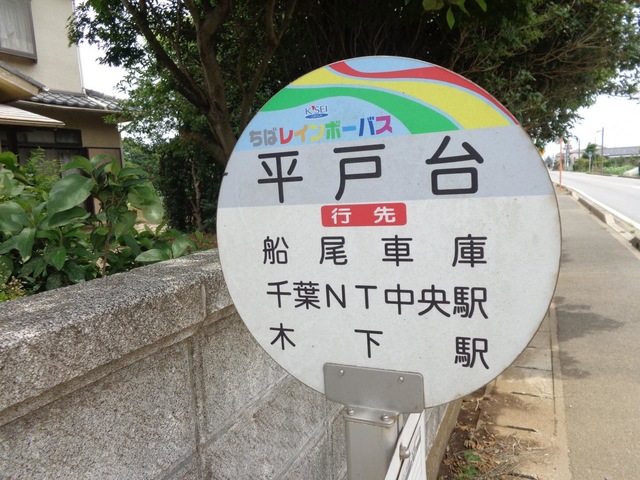 KeiSEI
ちばレインボーバス
平戸台
行先
船尾車庫
千葉NT中央駅
木下駅